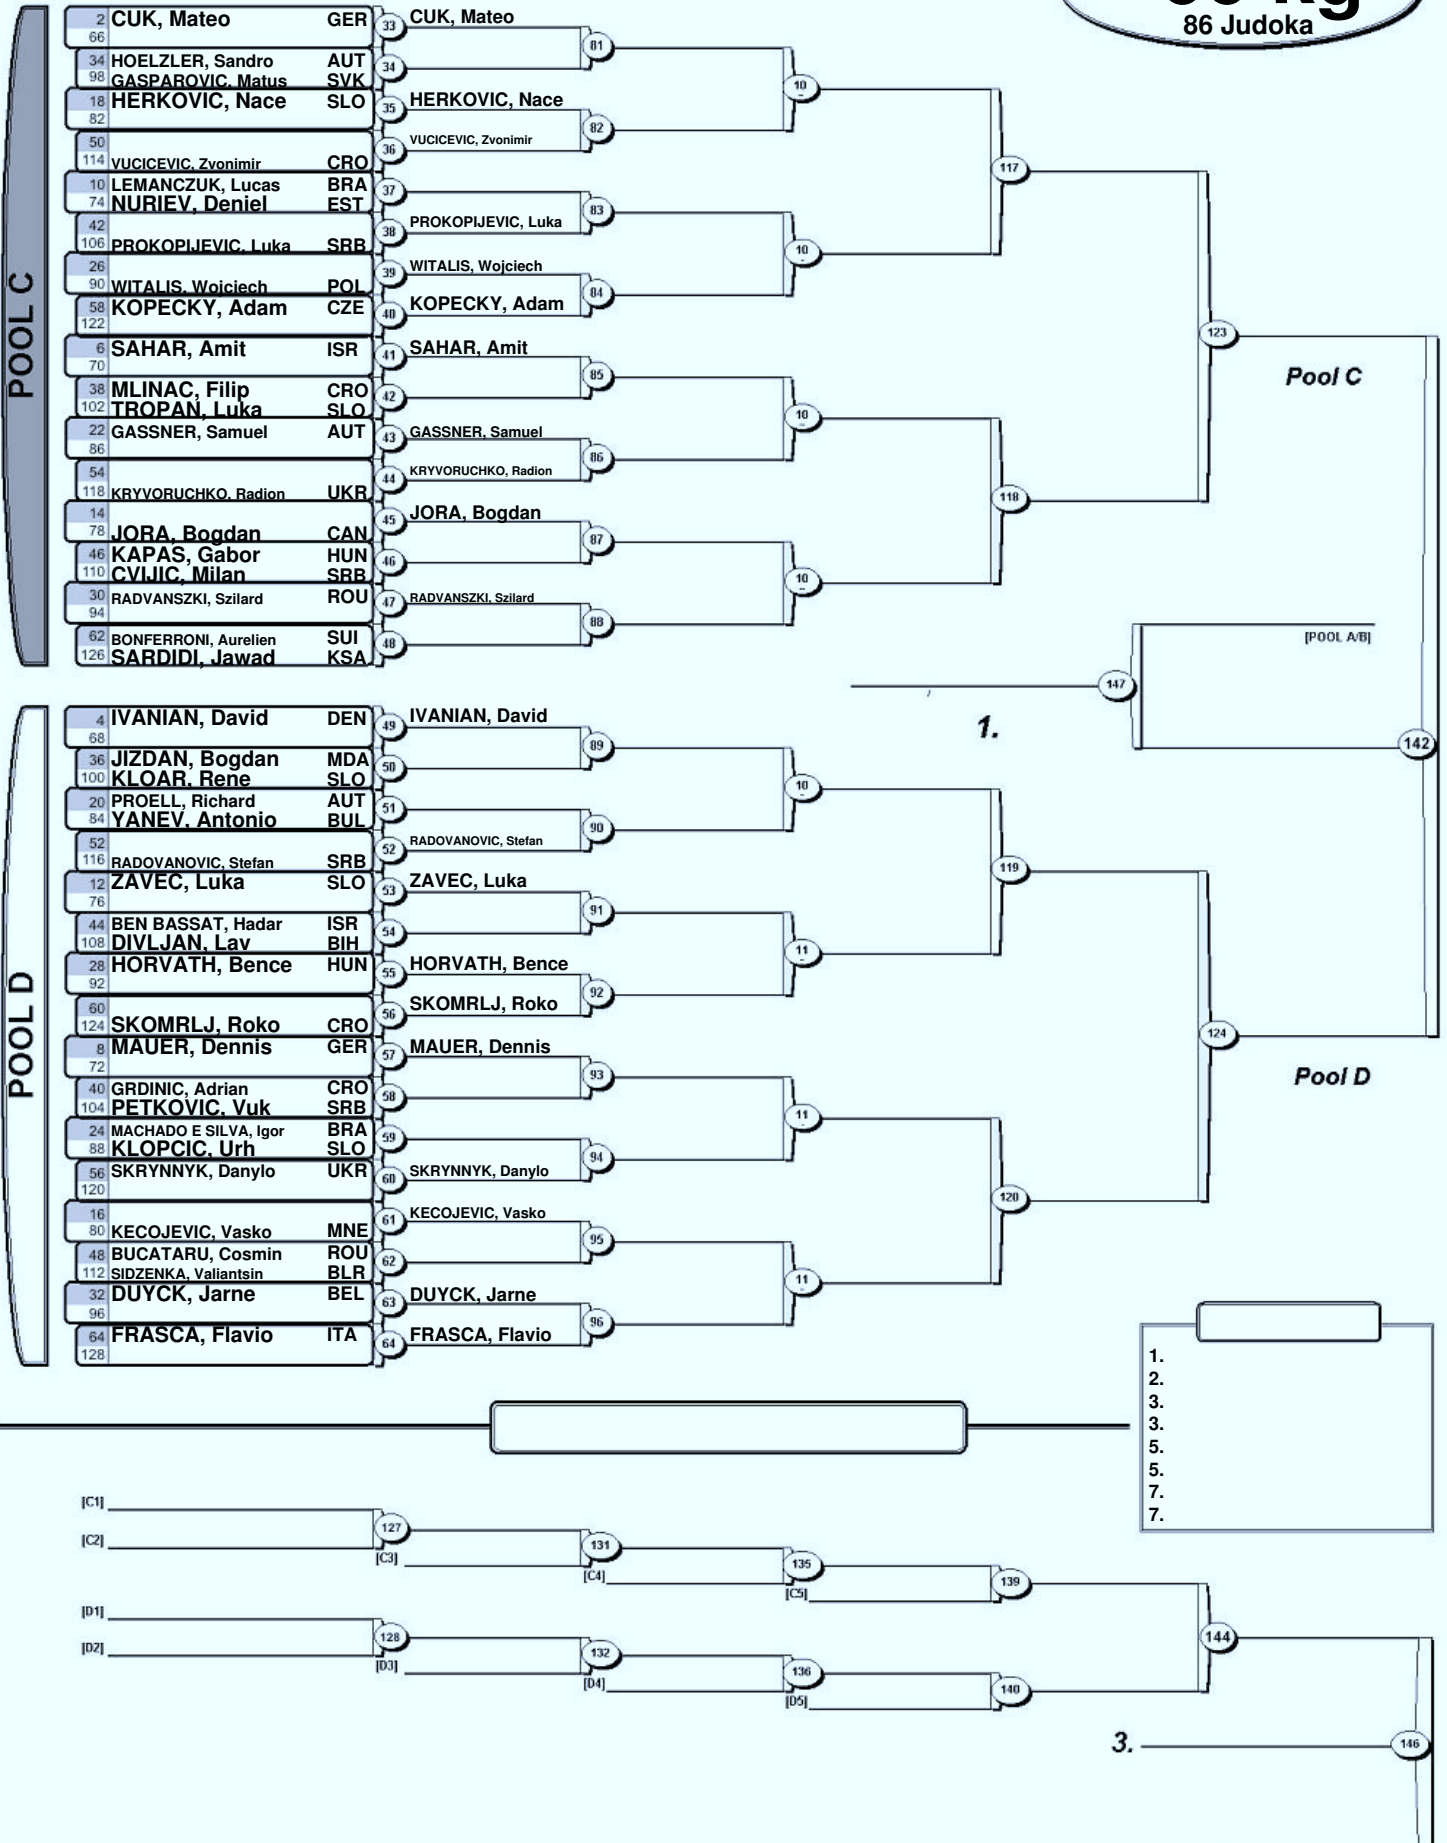 86 Judoka
POOL C
2 CUK, Mateo GER 33 CUK, Mateo
66
81
34 HOELZLER, Sandro AUT 34
98 GASPAROVIC, Matus SVK
10
18 HERKOVIC, Nace SLO 35 HERKOVIC, Nace
82
82
50 36 VUCICEVIC, Zvonimir
114 VUCICEVIC, Zvonimir CRO
117
10 LEMANCZUK, Lucas BRA 37
74 NURIEV, Deniel EST
83
42 38 PROKOPIJEVIC, Luka
106 PROKOPIJEVIC, Luka SRB
10
26 39 WITALIS, Wojciech
90 WITALIS, Wojciech POL
84
58 KOPECKY, Adam CZE 40 KOPECKY, Adam
122
123
6 SAHAR, Amit ISR 41 SAHAR, Amit
70
85
Pool C
38 MLINAC, Filip CRO 42
102 TROPAN, Luka SLO
10
22 GASSNER, Samuel AUT 43 GASSNER, Samuel
86
86
54 44 KRYVORUCHKO, Radion
118 KRYVORUCHKO, Radion UKR
118
14 45 JORA, Bogdan
78 JORA, Bogdan CAN
87
46 KAPAS, Gabor HUN 46
110 CVIJIC, Milan SRB
10
30 RADVANSZKI, Szilard ROU 47 RADVANSZKI, Szilard
94
88
62 BONFERRONI, Aurelien SUI 48
126 SARDIDI, Jawad KSA
[POOL A/B]
147
1.
142
POOL D
4 IVANIAN, David DEN 49 IVANIAN, David
68
89
36 JIZDAN, Bogdan MDA 50
100 KLOAR, Rene SLO
10
20 PROELL, Richard AUT 51
84 YANEV, Antonio BUL
90
52 52 RADOVANOVIC, Stefan
116 RADOVANOVIC, Stefan SRB
119
12 ZAVEC, Luka SLO 53 ZAVEC, Luka
76
91
44 BEN BASSAT, Hadar ISR 54
108 DIVLJAN, Lav BIH
11
28 HORVATH, Bence HUN 55 HORVATH, Bence
92
92
60 56 SKOMRLJ, Roko
124 SKOMRLJ, Roko CRO
124
8 MAUER, Dennis GER 57 MAUER, Dennis
72
93
Pool D
40 GRDINIC, Adrian CRO 58
104 PETKOVIC, Vuk SRB
11
24 MACHADO E SILVA, Igor BRA 59
88 KLOPCIC, Urh SLO
94
56 SKRYNNYK, Danylo UKR 60 SKRYNNYK, Danylo
120
120
16 61 KECOJEVIC, Vasko
80 KECOJEVIC, Vasko MNE
95
48 BUCATARU, Cosmin ROU 62
112 SIDZENKA, Valiantsin BLR
11
32 DUYCK, Jarne BEL 63 DUYCK, Jarne
96
96
64 FRASCA, Flavio ITA 64 FRASCA, Flavio
128
1.
2.
3.
3.
5.
5.
7.
7.
[C1]
127
[C2]
[C3]
131
[C4]
135
[C5]
139
[D1]
128
[D2]
[D3]
132
[D4]
136
[D5]
140
144
3.
146